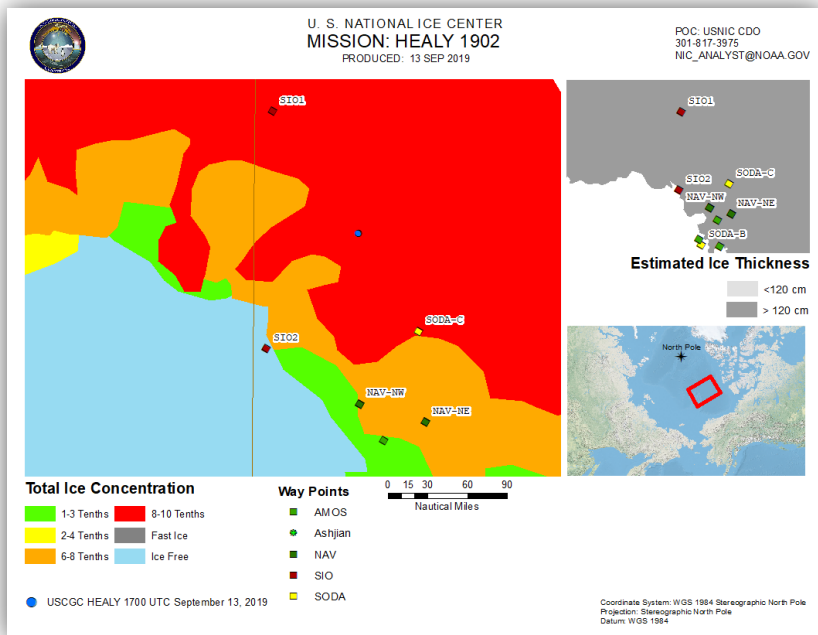 U. S. NATIONAL ICE CENTER
MISSION: HEALY 1902
PRODUCED: 13 SEP 2019
POC: USNIC CDO
301-817-3975
NIC_ANALYST@NOAA.GOV
SIO1
SODA-C
SIO2
NAV-NW
NAV-NE
SIO1
SODA-C
SIO2
NAV-NW
NAV-NE
SODA-B
Estimated Ice Thickness
<120 cm
> 120 cm
North Pole
Total Ice Concentration
1-3 Tenths
8-10 Tenths
2-4 Tenths
Fast Ice
6-8 Tenths
Ice Free
USCGC HEALY 1700 UTC September 13, 2019
Way Points
AMOS
Ashjian
NAV
SIO
SODA
0 15 30 60 90
Nautical Miles
Coordinate System: WGS 1984 Stereographic North Pole
Projection: Stereographic North Pole
Datum: WGS 1984